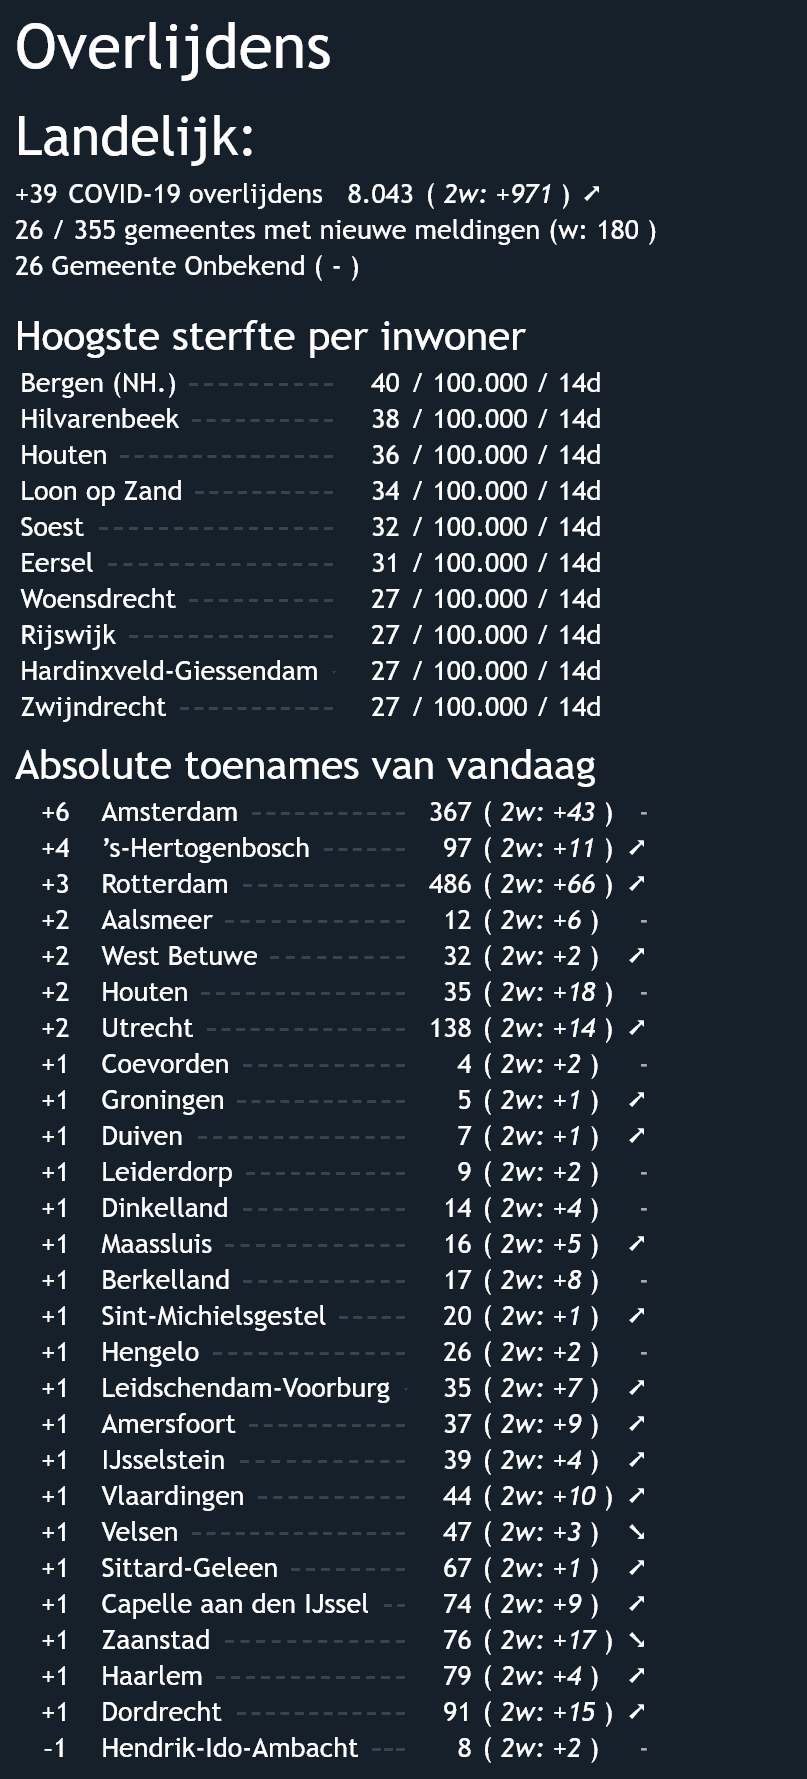 Overlijdens
Landelijk:
+39 COVID-19 overlijdens 8.043 ( 2w: +971 ) ➚
26 / 355 gemeentes met nieuwe meldingen (w: 180 )
26 Gemeente Onbekend ( - )
Hoogste sterfte per inwoner
Bergen (NH.) ---------- 40 / 100.000 / 14d
Hilvarenbeek ---------- 38 / 100.000 / 14d
Houten --------------- 36 / 100.000 / 14d
Loon op Zand ---------- 34 / 100.000 / 14d
Soest ---------------- 32 / 100.000 / 14d
Eersel ---------------- 31 / 100.000 / 14d
Woensdrecht ---------- 27 / 100.000 / 14d
Rijswijk -------------- 27 / 100.000 / 14d
Hardinxveld-Giessendam - 27 / 100.000 / 14d
Zwijndrecht ----------- 27 / 100.000 / 14d
Absolute toenames van vandaag
+6 Amsterdam ----------- 367 ( 2w: +43 ) -
+4 ’s-Hertogenbosch ------ 97 ( 2w: +11 ) ➚
+3 Rotterdam ----------- 486 ( 2w: +66 ) ➚
+2 Aalsmeer ------------- 12 ( 2w: +6 ) -
+2 West Betuwe --------- 32 ( 2w: +2 ) ➚
+2 Houten -------------- 35 ( 2w: +18 ) -
+2 Utrecht ------------- 138 ( 2w: +14 ) ➚
+1 Coevorden ----------- 4 ( 2w: +2 ) -
+1 Groningen ------------ 5 ( 2w: +1 ) ➚
+1 Duiven -------------- 7 ( 2w: +1 ) ➚
+1 Leiderdorp ----------- 9 ( 2w: +2 ) -
+1 Dinkelland ----------- 14 ( 2w: +4 ) -
+1 Maassluis ------------ 16 ( 2w: +5 ) ➚
+1 Berkelland ----------- 17 ( 2w: +8 ) -
+1 Sint-Michielsgestel ----- 20 ( 2w: +1 ) ➚
+1 Hengelo ------------- 26 ( 2w: +2 ) -
+1 Leidschendam-Voorburg - 35 ( 2w: +7 ) ➚
+1 Amersfoort ----------- 37 ( 2w: +9 ) ➚
+1 IJsselstein ----------- 39 ( 2w: +4 ) ➚
+1 Vlaardingen ---------- 44 ( 2w: +10 ) ➚
+1 Velsen --------------- 47 ( 2w: +3 ) ➘
+1 Sittard-Geleen -------- 67 ( 2w: +1 ) ➚
+1 Capelle aan den IJssel -- 74 ( 2w: +9 ) ➚
+1 Zaanstad ------------- 76 ( 2w: +17 ) ➘
+1 Haarlem ------------- 79 ( 2w: +4 ) ➚
+1 Dordrecht ------------ 91 ( 2w: +15 ) ➚
-1 Hendrik-Ido-Ambacht --- 8 ( 2w: +2 ) -